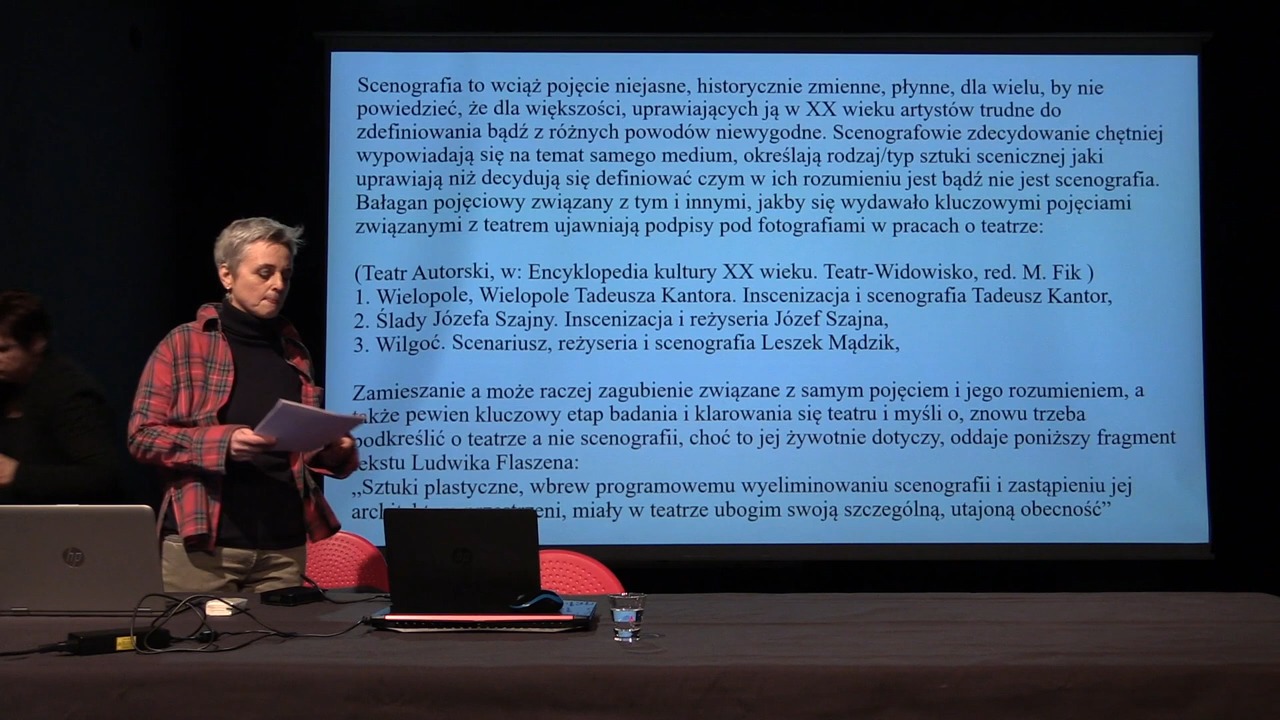 Scenografia to wciąż pojęcie niejasne, historycznie zmienne, płynne, dla wielu, by nie
powiedzieć, że dla większości, uprawiających ją w XX wieku artystów trudne do
zdefiniowania bądź z różnych powodów niewygodne. Scenografowie zdecydowanie chętniej
wypowiadają się na temat samego medium, określają rodzaj/typ sztuki scenicznej jaki
uprawiają niż decydują się definiować czym w ich rozumieniu jest bądź nie jest scenografia.
Bałagan pojęciowy związany z tym i innymi, jakby się wydawało kluczowymi pojęciami
związanymi z teatrem ujawniają podpisy pod fotografiami w pracach o teatrze:
(Teatr Autorski, w: Encyklopedia kultury XX wieku. Teatr-Widowisko, red. M. Fik )
1. Wielopole, Wielopole Tadeusza Kantora. Inscenizacja i scenografia Tadeusz Kantor,
2. Ślady Józefa Szajny. Inscenizacja i reżyseria Józef Szajna,
3. Wilgoć. Scenariusz, reżyseria i scenografia Leszek Mądzik,
Zamieszanie a może raczej zagubienie związane z samym pojęciem i jego rozumieniem, a
także pewien kluczowy etap badania i klarowania się teatru i myśli o, znowu trzeba
podkreślić o teatrze a nie scenografii, choć to jej żywotnie dotyczy, oddaje poniższy fragment
tekstu Ludwika Flaszena:
„Sztuki plastyczne, wbrew programowemu wyeliminowaniu scenografii i zastąpieniu jej
miały w teatrze ubogim swoją szczególną, utajoną obecność”
hp